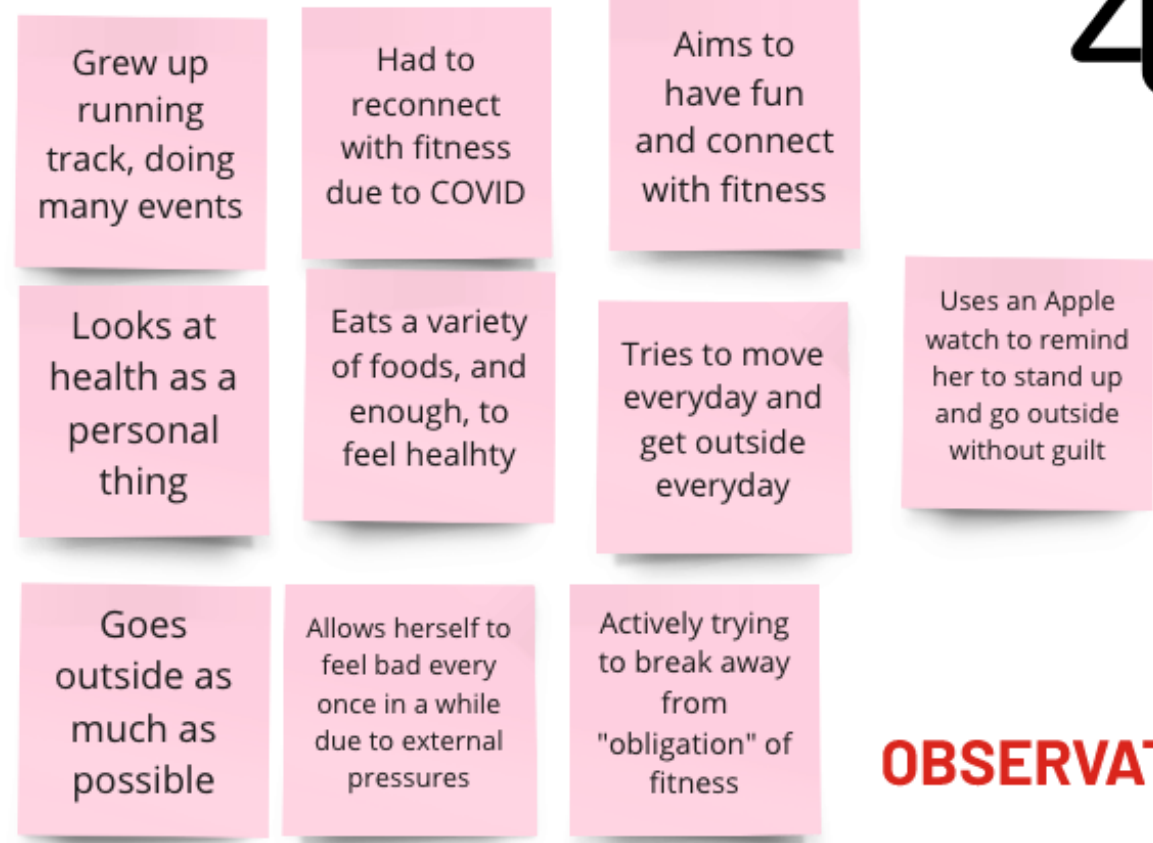 Grew up
running
track, doing
many events
Had to
reconnect
with fitness
due to COVID
Aims to
have fun
and connect
with fitness
Looks at
health as a
personal
thing
Eats a variety
of foods, and
enough, to
feel healhty
Tries to move
everyday and
get outside
everyday
Uses an Apple
watch to remind
her to stand up
and go outside
without guilt
Goes
outside as
much as
possible
Allows herself to
feel bad every
once in a while
due to external
pressures
Actively trying
to break away
from
"obligation" of
fitness